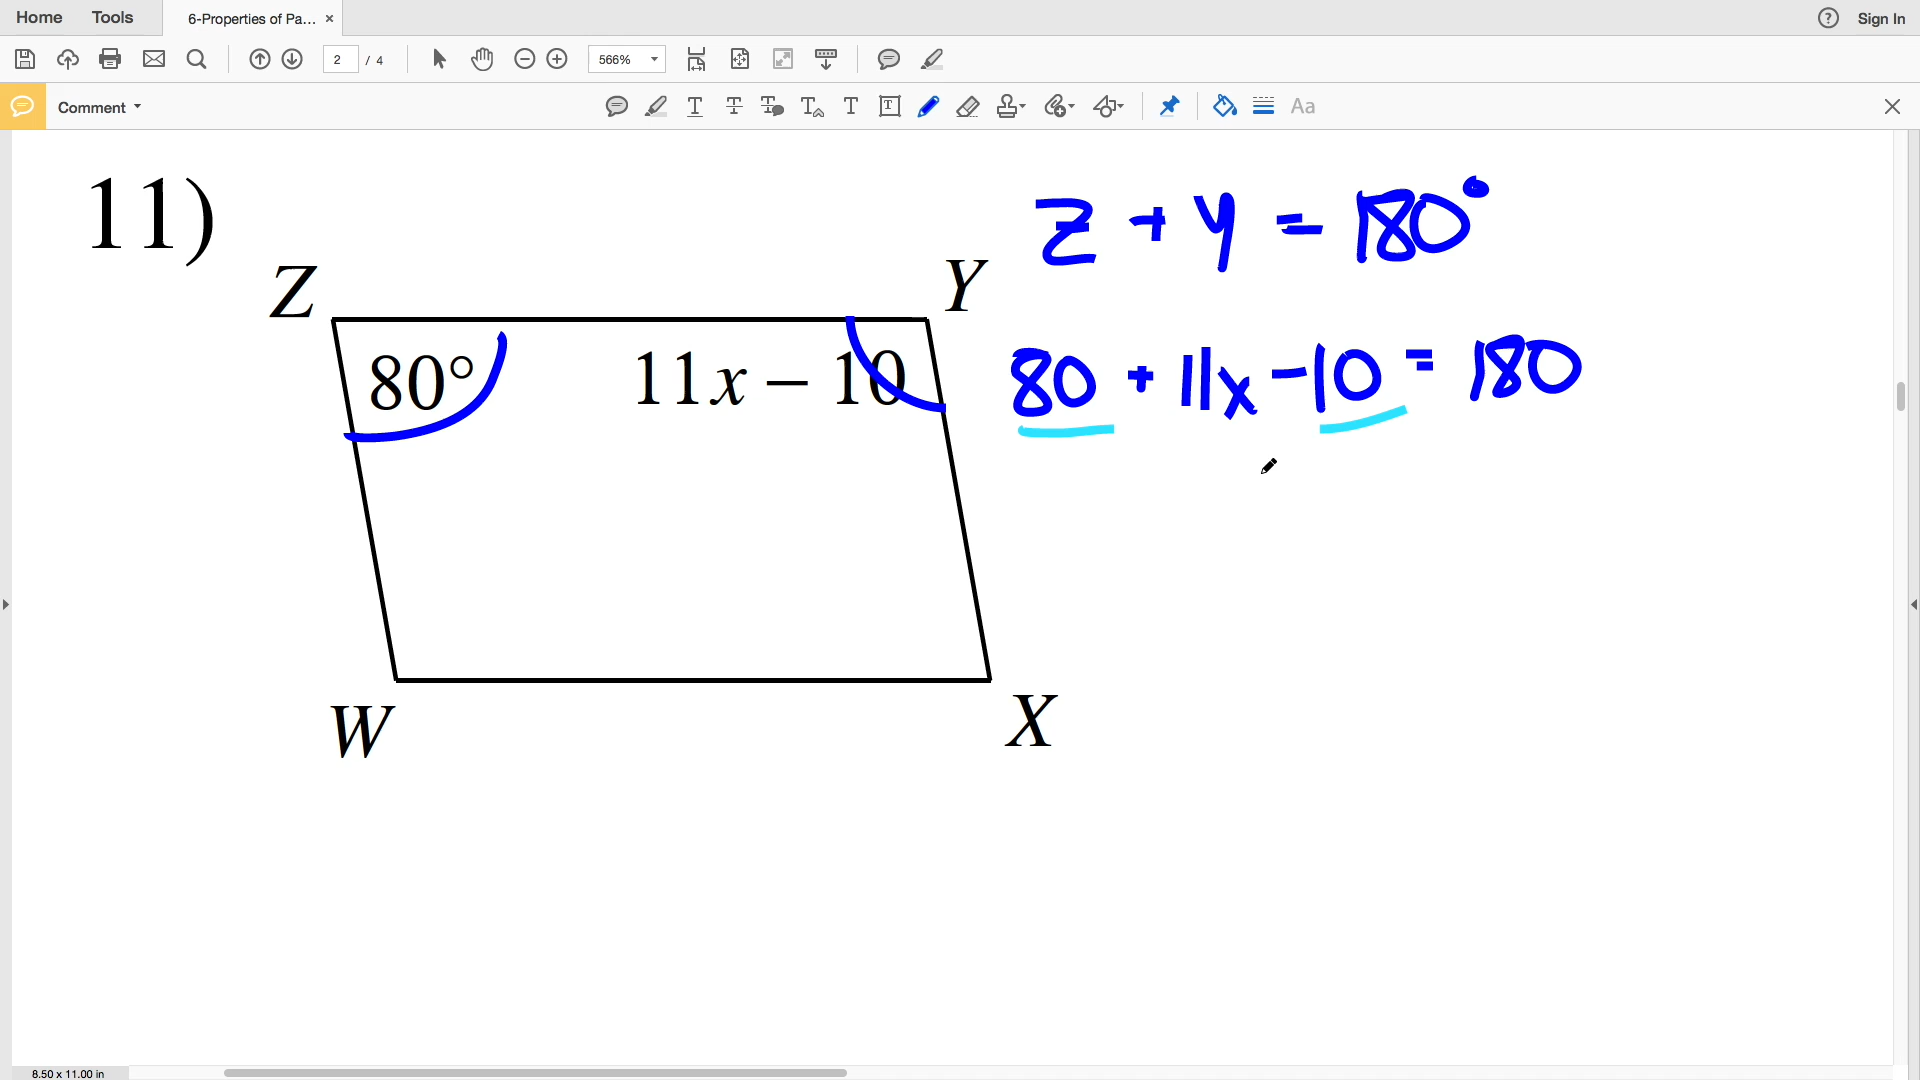 Home Tools 6-Properties of Pa... × ? Sign In
2 / 4 566%
Comment T T T T T T Aa
11)
Z + Y = 180°
Z Y
80° 11x − 10
80 + 11x - 10 = 180
W X
8.50 x 11.00 in